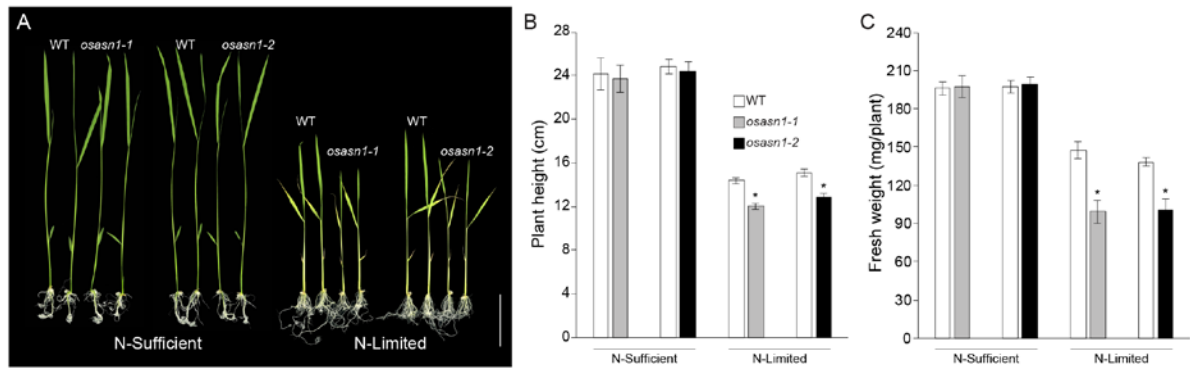 A
WT osasn1-1 WT osasn1-2
WT osasn1-1 WT osasn1-2
N-Sufficient N-Limited
B
Plant height (cm)
28
24
20
16
12
8
4
0
WT
osasn1-1
osasn1-2
* *
N-Sufficient N-Limited
C
Fresh weight (mg/plant)
240
210
180
150
120
90
60
30
0
* *
N-Sufficient N-Limited